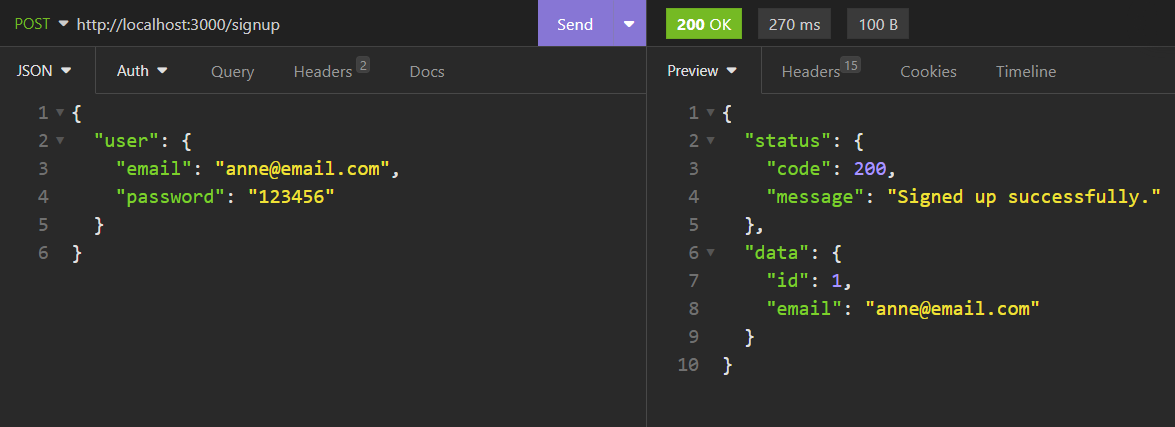 POST http://localhost:3000/signup Send 200 OK 270 ms 100 B
JSON Auth Query Headers 2 Docs
1 {
2 "user": {
3 "email": "anne@email.com",
4 "password": "123456"
5 }
6 }
Preview Headers 15 Cookies Timeline
1 {
2 "status": {
3 "code": 200,
4 "message": "Signed up successfully."
5 },
6 "data": {
7 "id": 1,
8 "email": "anne@email.com"
9 }
10 }